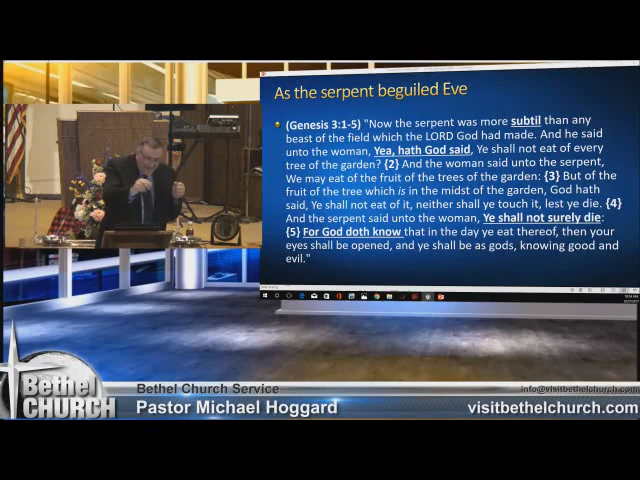 As the serpent beguiled Eve
(Genesis 3:1-5) "Now the serpent was more subtil than any
beast of the field which the LORD God had made. And he said
unto the woman, Yea, hath God said, Ye shall not eat of every
tree of the garden? {2} And the woman said unto the serpent,
We may eat of the fruit of the trees of the garden: {3} But of the
fruit of the tree which is in the midst of the garden, God hath
said, Ye shall not eat of it, neither shall ye touch it, lest ye die. {4}
And the serpent said unto the woman, Ye shall not surely die:
{5} For God doth know that in the day ye eat thereof, then your
eyes shall be opened, and ye shall be as gods, knowing good and
evil."
Bethel
CHURCH
Bethel Church Service
info@visitbethelchurch.com
Pastor Michael Hoggard
visitbethelchurch.com